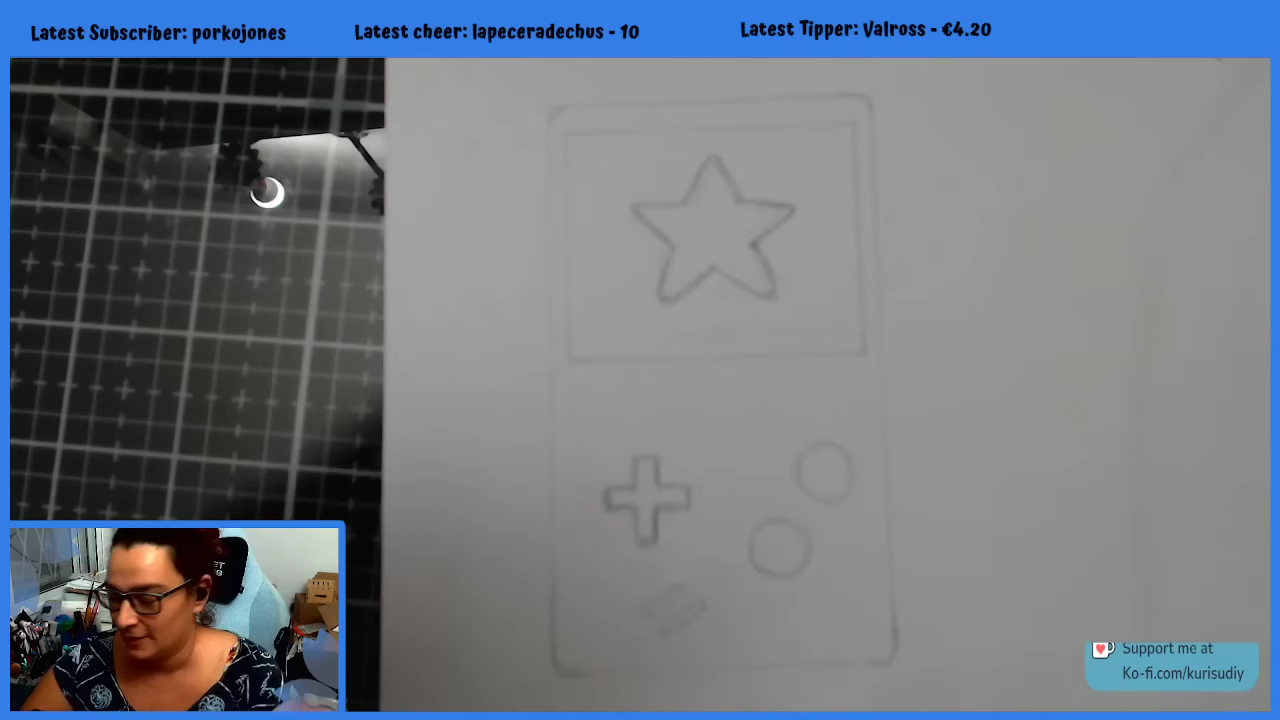 Latest Subscriber: porkojones
Latest cheer: lapeceradechus - 10
Latest Tipper: Valross - €4.20
Support me at
Ko-fi.com/kurisudiy